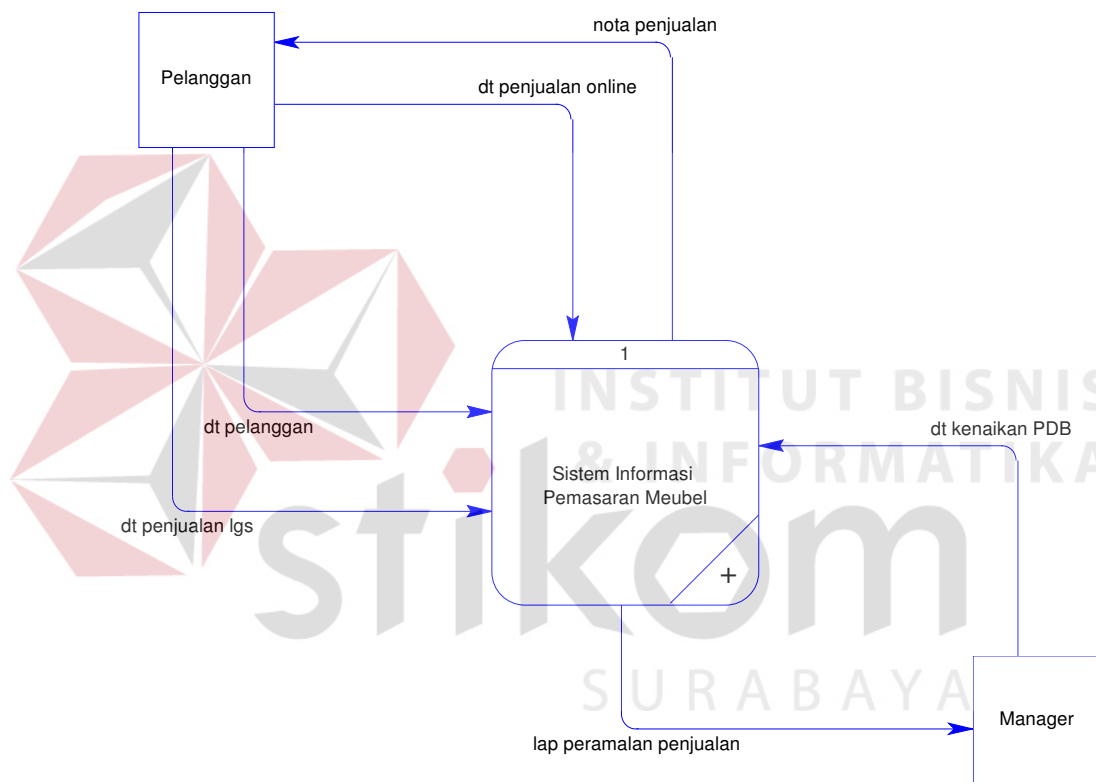 nota penjualan
Pelanggan
dt penjualan online
1
INSTITUT BISNIS
dt pelanggan
dt kenaikan PDB
& INFORMATIKA
Sistem Informasi
Pemasaran Meubel
dt penjualan lgs
stikom
+
SURABAYA
Manager
lap peramalan penjualan